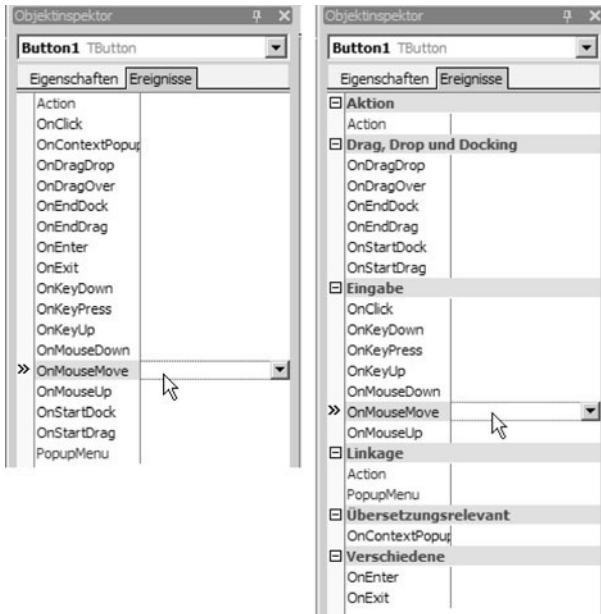 Objektinspektor
Button1 TButton
Eigenschaften Ereignisse
Action
OnClick
OnContextPopup
OnDragDrop
OnDragOver
OnEndDock
OnEndDrag
OnEnter
OnExit
OnKeyDown
OnKeyPress
OnKeyUp
OnMouseDown
» OnMouseMove
OnMouseUp
OnStartDock
OnStartDrag
PopupMenu
Objektinspektor
Button1 TButton
Eigenschaften Ereignisse
Aktion
Action
Drag, Drop und Docking
OnDragDrop
OnDragOver
OnEndDock
OnEndDrag
OnStartDock
OnStartDrag
Eingabe
OnClick
OnKeyDown
OnKeyPress
OnKeyUp
OnMouseDown
» OnMouseMove
OnMouseUp
Linkage
Action
PopupMenu
Übersetzungsrelevant
OnContextPopup
Verschiedene
OnEnter
OnExit